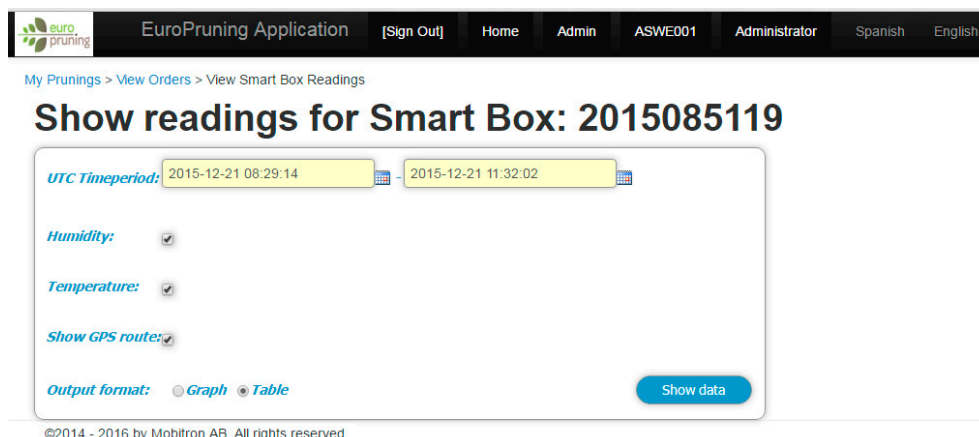 euro
pruning
EuroPruning Application [Sign Out] Home Admin ASWE001 Administrator Spanish English
My Prunings > View Orders > View Smart Box Readings
Show readings for Smart Box: 2015085119
UTC Timeperiod: 2015-12-21 08:29:14 - 2015-12-21 11:32:02
Humidity:
Temperature:
Show GPS route:
Output format: Graph Table Show data
©2014 - 2016 by Mobitron AB. All rights reserved